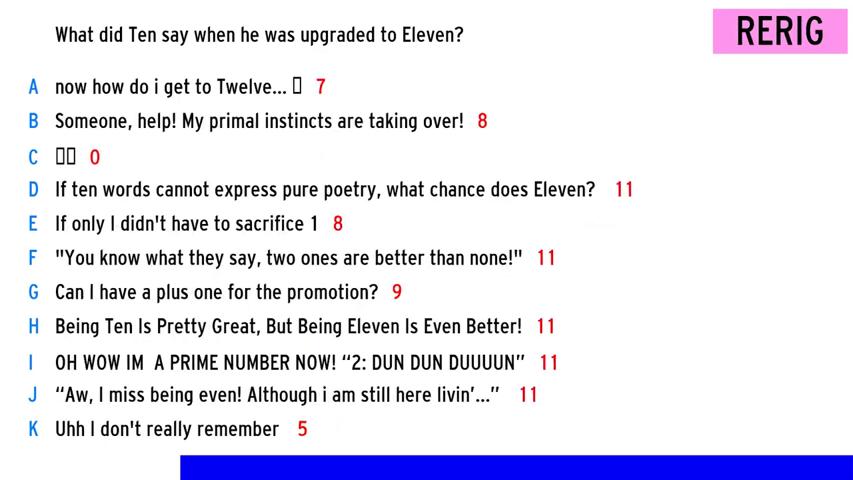 What did Ten say when he was upgraded to Eleven?
RERIG
A now how do i get to Twelve... 7
B Someone, help! My primal instincts are taking over! 8
C 0
D If ten words cannot express pure poetry, what chance does Eleven? 11
E If only I didn't have to sacrifice 1 8
F "You know what they say, two ones are better than none!" 11
G Can I have a plus one for the promotion? 9
H Being Ten Is Pretty Great, But Being Eleven Is Even Better! 11
I OH WOW IM A PRIME NUMBER NOW! “2: DUN DUN DUUUUN” 11
J “Aw, I miss being even! Although i am still here livin’...” 11
K Uhh I don't really remember 5